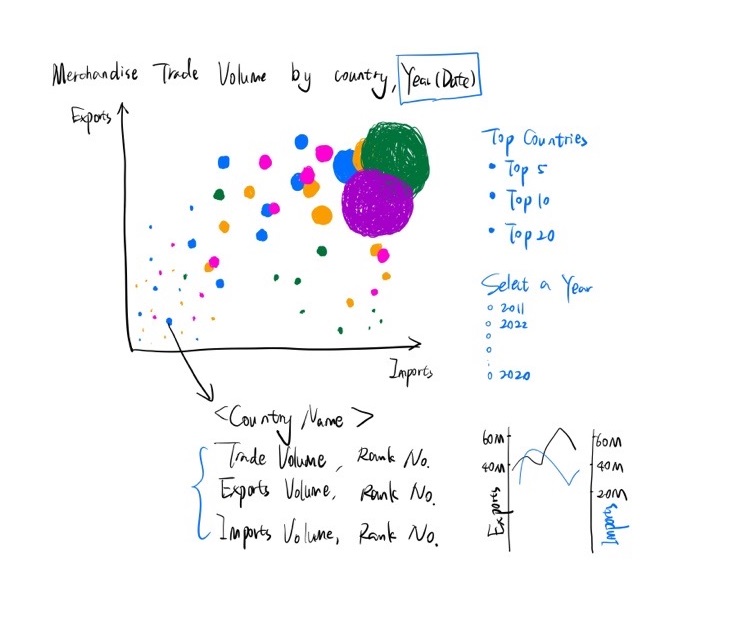 Merchandise Trade Volume by country, Year (Date)
Exports
Imports
Top Countries
• Top 5
• Top 10
• Top 20
Select a Year
○ 2011
○ 2022
○ 2020
<Country Name>
Trade Volume, Rank No.
Exports Volume, Rank No.
Imports Volume, Rank No.
60M
40M
Exports
60M
40M
20M
Imports